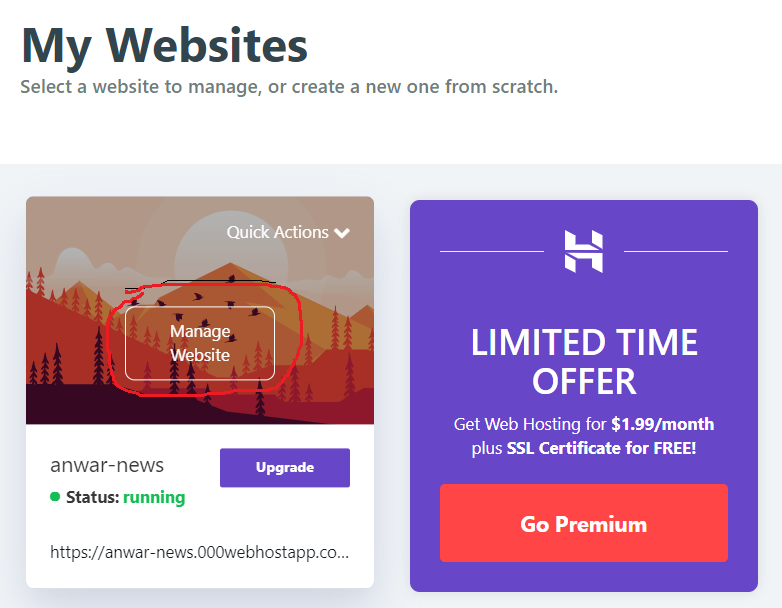 My Websites
Select a website to manage, or create a new one from scratch.
Quick Actions
Manage
Website
anwar-news
Upgrade
Status: running
https://anwar-news.000webhostapp.co...
LIMITED TIME
OFFER
Get Web Hosting for $1.99/month
plus SSL Certificate for FREE!
Go Premium